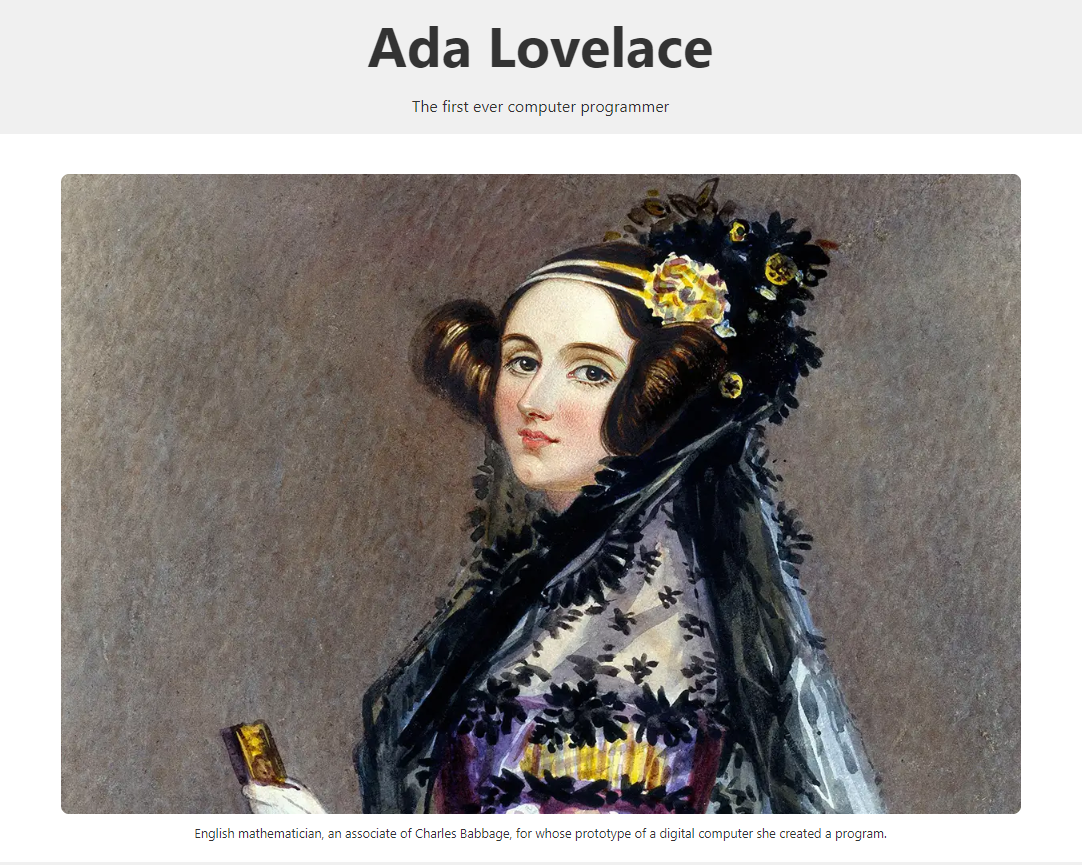 Ada Lovelace
The first ever computer programmer
English mathematician, an associate of Charles Babbage, for whose prototype of a digital computer she created a program.